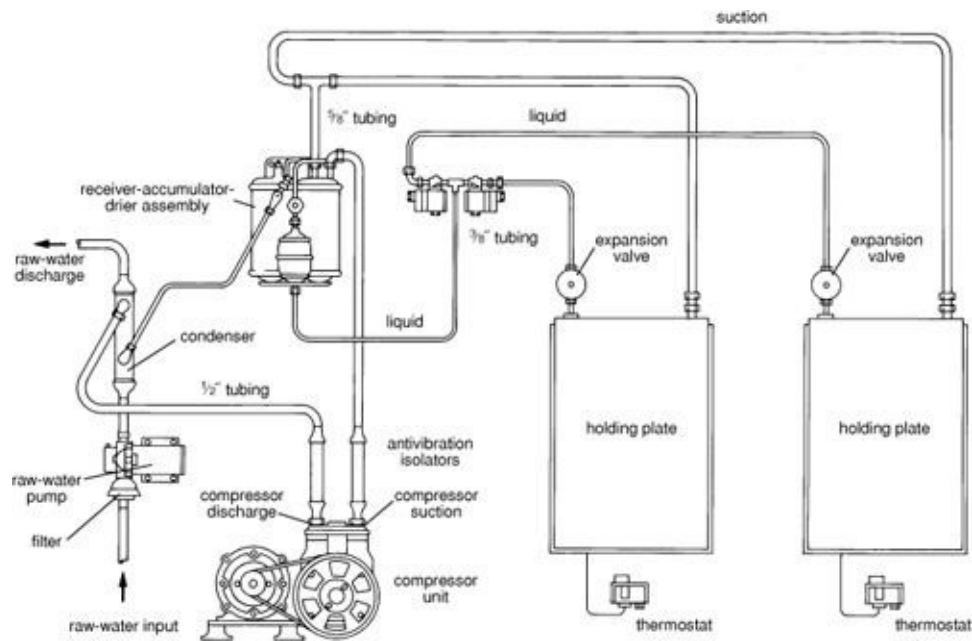 suction
⅝" tubing
liquid
receiver-accumulator-
drier assembly
⅜" tubing
expansion
valve
expansion
valve
raw-water
discharge
liquid
condenser
½" tubing
holding plate
holding plate
antivibration
isolators
raw-water
pump
compressor
discharge
compressor
suction
filter
compressor
unit
raw-water input
thermostat
thermostat